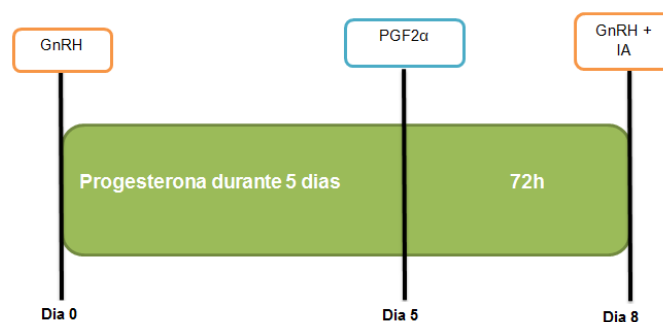 GnRH
PGF2α
GnRH +
IA
Progesterona durante 5 dias
72h
Dia 0
Dia 5
Dia 8